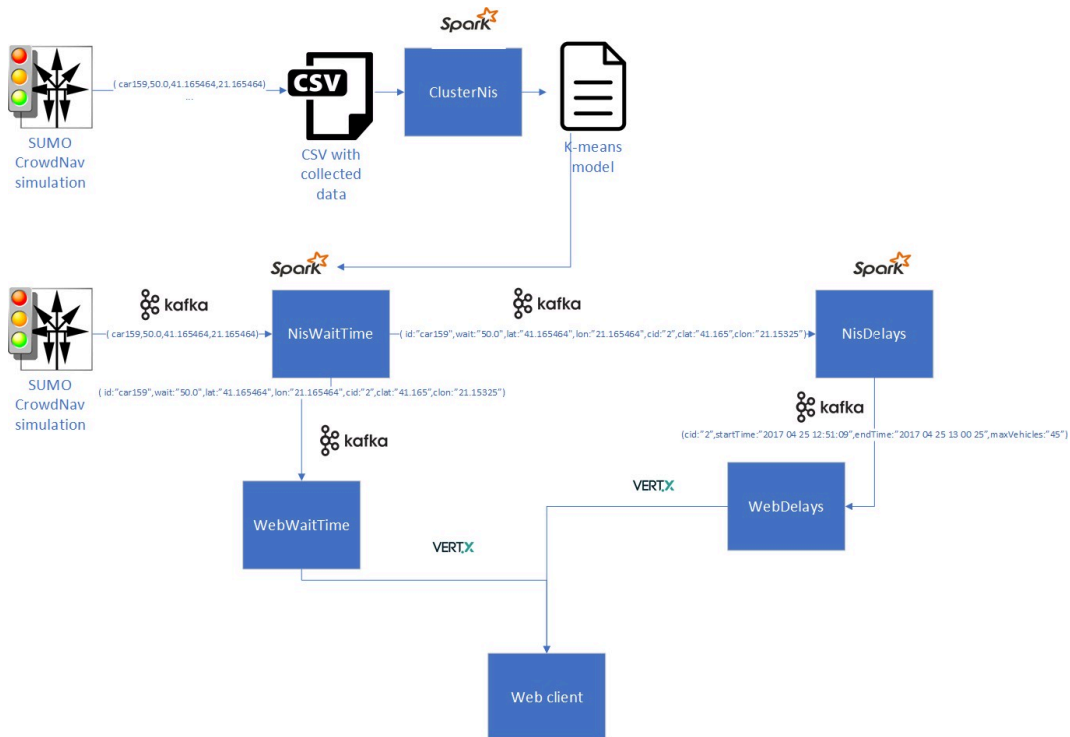 Spark
( car159,50.0,41.165464,21.165464)
...
CSV
ClusterNis
SUMO
CrowdNav
simulation
CSV with
collected
data
K-means
model
Spark
Spark
kafka
kafka
( car159,50.0,41.165464,21.165464)
NisWaitTime
( id:"car159",wait:"50.0",lat:"41.165464",lon:"21.165464",cid:"2",clat:"41.165",clon:"21.15325")
NisDelays
SUMO
CrowdNav
simulation
( id:"car159",wait:"50.0",lat:"41.165464",lon:"21.165464",cid:"2",clat:"41.165",clon:"21.15325")
kafka
kafka
(cid:"2",startTime:"2017 04 25 12:51:09",endTime:"2017 04 25 13 00 25",maxVehicles:"45")
VERT.X
WebDelays
WebWaitTime
VERT.X
Web client